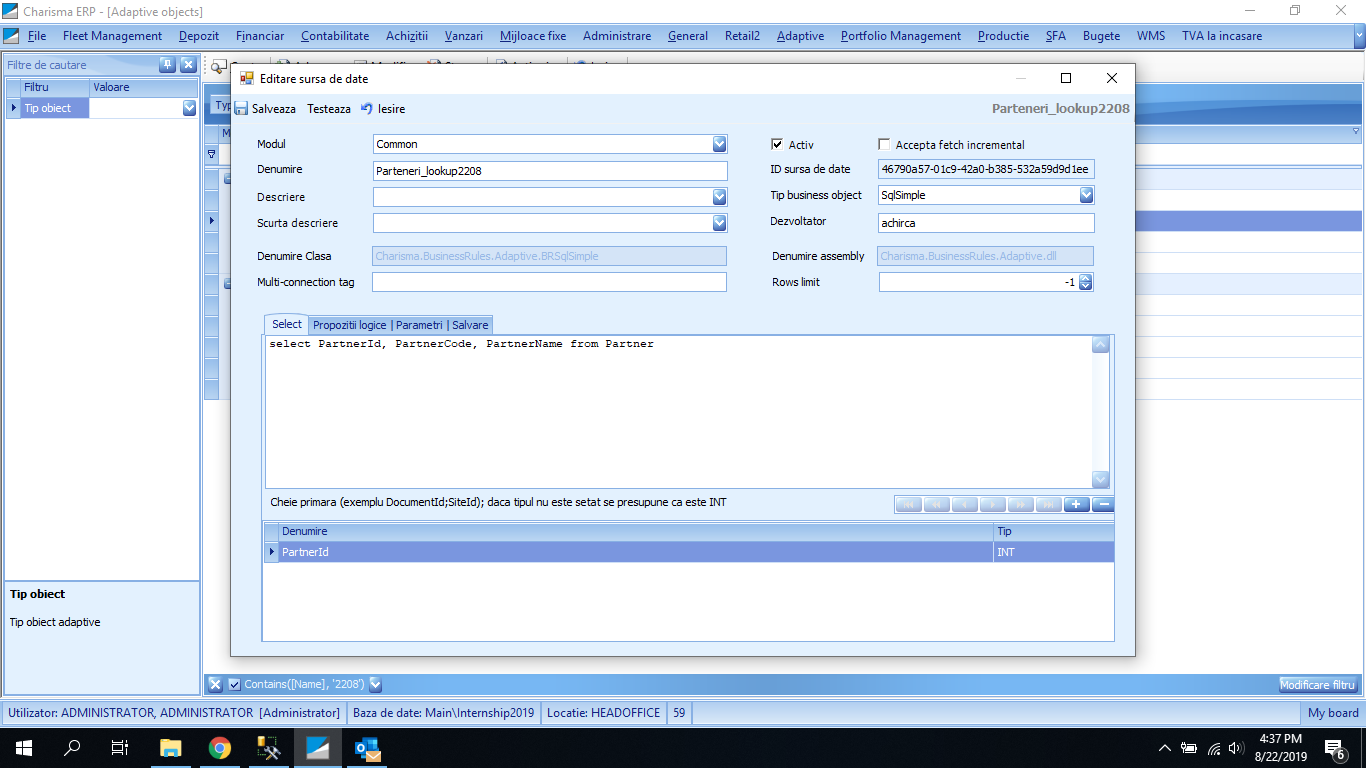 Charisma ERP - [Adaptive objects]
File Fleet Management Depozit Financiar Contabilitate Achizitii Vanzari Mijloace fixe Administrare General Retail2 Adaptive Portfolio Management Productie SFA Bugete WMS TVA la incasare
Filtre de cautare
Filtru Valoare
Tip obiect
Editare sursa de date
Salveaza Testeaza Iesire Parteneri_lookup2208
Modul Common Activ Accepta fetch incremental
Denumire Parteneri_lookup2208 ID sursa de date 46790a57-01c9-42a0-b385-532a59d9d1ee
Descriere Tip business object SqlSimple
Scurta descriere Dezvoltator achirca
Denumire Clasa Charisma.BusinessRules.Adaptive.BRSqlSimple Denumire assembly Charisma.BusinessRules.Adaptive.dll
Multi-connection tag Rows limit -1
Select Propozitii logice | Parametri | Salvare
select PartnerId, PartnerCode, PartnerName from Partner
Cheie primara (exemplu DocumentId;SiteId); daca tipul nu este setat se presupune ca este INT
Denumire Tip
PartnerId INT
Tip obiect
Tip obiect adaptive
Contains([Name], '2208') Modificare filtru
Utilizator: ADMINISTRATOR, ADMINISTRATOR [Administrator] Baza de date: Main\Internship2019 Locatie: HEADOFFICE 59 My board
4:37 PM
8/22/2019
6